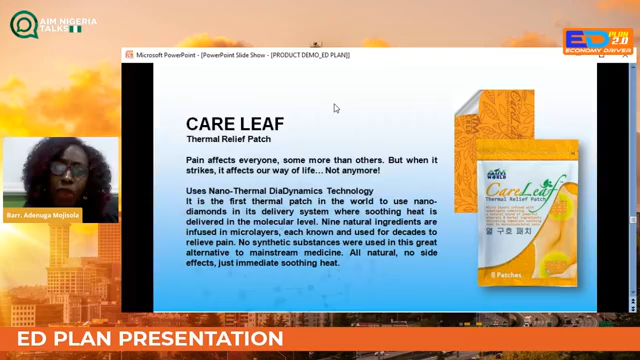 AIM NIGERIA
TALKS
ED PLAN 2.0
ECONOMY DRIVER
Microsoft PowerPoint - [PowerPoint Slide Show - [PRODUCT DEMO_ED PLAN]]
CARE LEAF
Thermal Relief Patch
Pain affects everyone, some more than others. But when it
strikes, it affects our way of life... Not anymore!
Uses Nano-Thermal DiaDynamics Technology
It is the first thermal patch in the world to use nano-
diamonds in its delivery system where soothing heat is
delivered in the molecular level. Nine natural ingredients are
infused in microlayers, each known and used for decades to
relieve pain. No synthetic substances were used in this great
alternative to mainstream medicine. All natural, no side
effects, just immediate soothing heat.
WORLD
CareLeaf
Thermal Relief Patch
열 구호 패치
8 Patches
Barr. Adenuga Mojisola
ED PLAN PRESENTATION